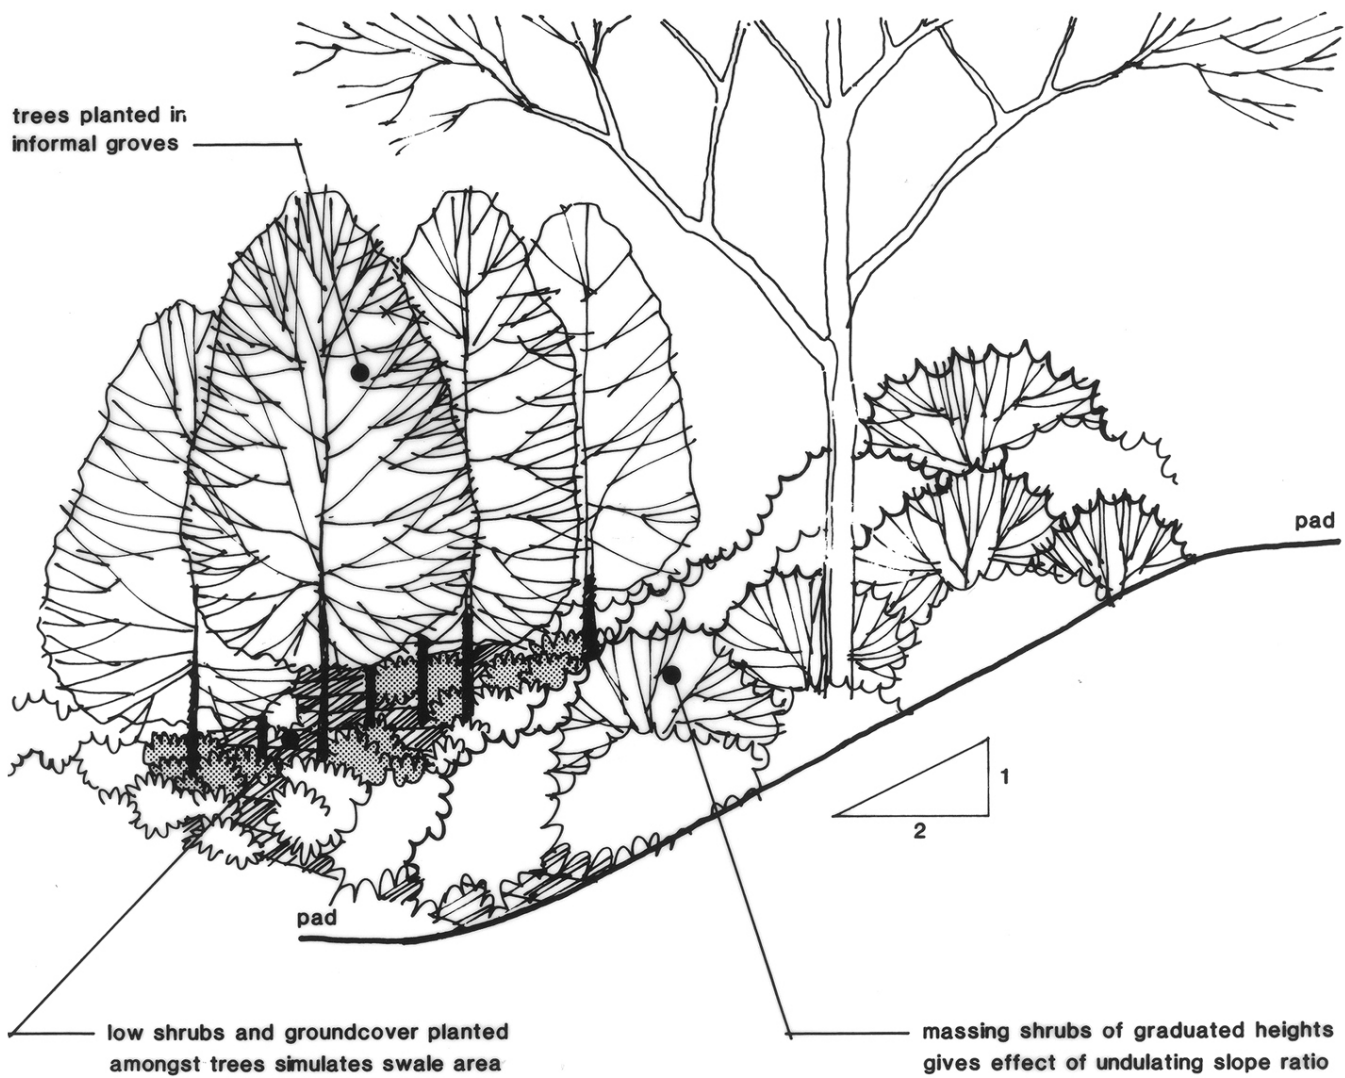 trees planted in
informal groves
pad
1
2
pad
low shrubs and groundcover planted
amongst trees simulates swale area
massing shrubs of graduated heights
gives effect of undulating slope ratio